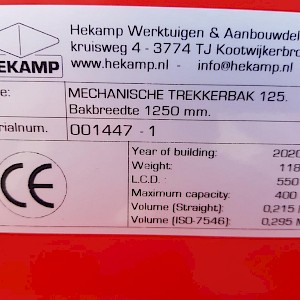 Hekamp Werktuigen & Aanbouwdel
kruisweg 4 - 3774 TJ Kootwijkerbro
www.hekamp.nl - info@hekamp.nl
HEKAMP
e: MECHANISCHE TREKKERBAK 125.
Bakbreedte 1250 mm.
rialnum. 001447 - 1
Year of building: 2020
Weight: 118
L.C.D. 550
Maximum capacity: 400
Volume (Straight): 0,215
Volume (ISO-7546): 0,295
CE